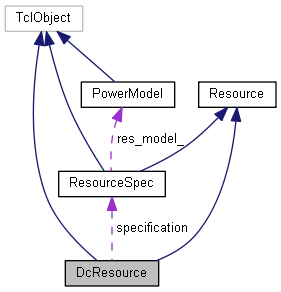 TclObject
PowerModel
Resource
res_model_
ResourceSpec
specification
DcResource